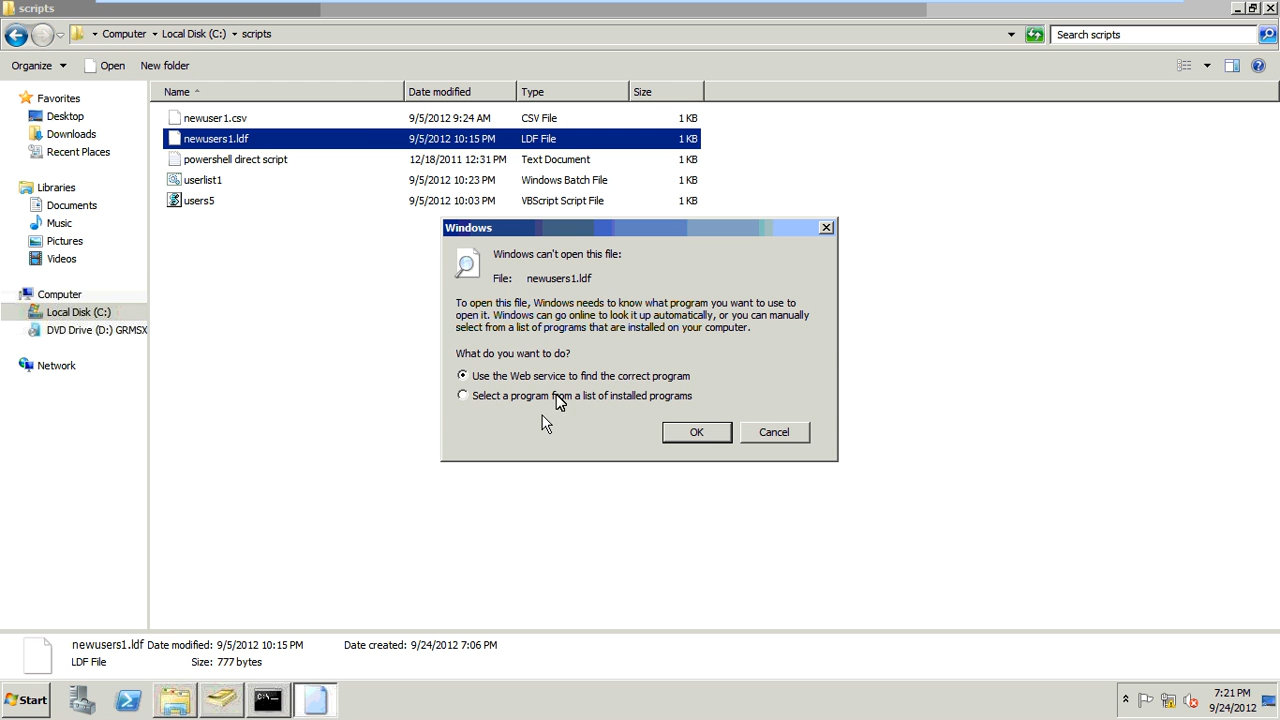 scripts
Computer Local Disk (C:) scripts
Search scripts
Organize Open New folder
Name Date modified Type Size
newuser1.csv 9/5/2012 9:24 AM CSV File 1 KB
newusers1.ldf 9/5/2012 10:15 PM LDF File 1 KB
powershell direct script 12/18/2011 12:31 PM Text Document 1 KB
userlist1 9/5/2012 10:23 PM Windows Batch File 1 KB
users5 9/5/2012 10:03 PM VBScript Script File 1 KB
Favorites
Desktop
Downloads
Recent Places
Libraries
Documents
Music
Pictures
Videos
Computer
Local Disk (C:)
DVD Drive (D:) GRMSX
Network
Windows
Windows can't open this file:
File: newusers1.ldf
To open this file, Windows needs to know what program you want to use to
open it. Windows can go online to look it up automatically, or you can manually
select from a list of programs that are installed on your computer.
What do you want to do?
Use the Web service to find the correct program
Select a program from a list of installed programs
OK Cancel
newusers1.ldf Date modified: 9/5/2012 10:15 PM Date created: 9/24/2012 7:06 PM
LDF File Size: 777 bytes
Start
7:21 PM
9/24/2012